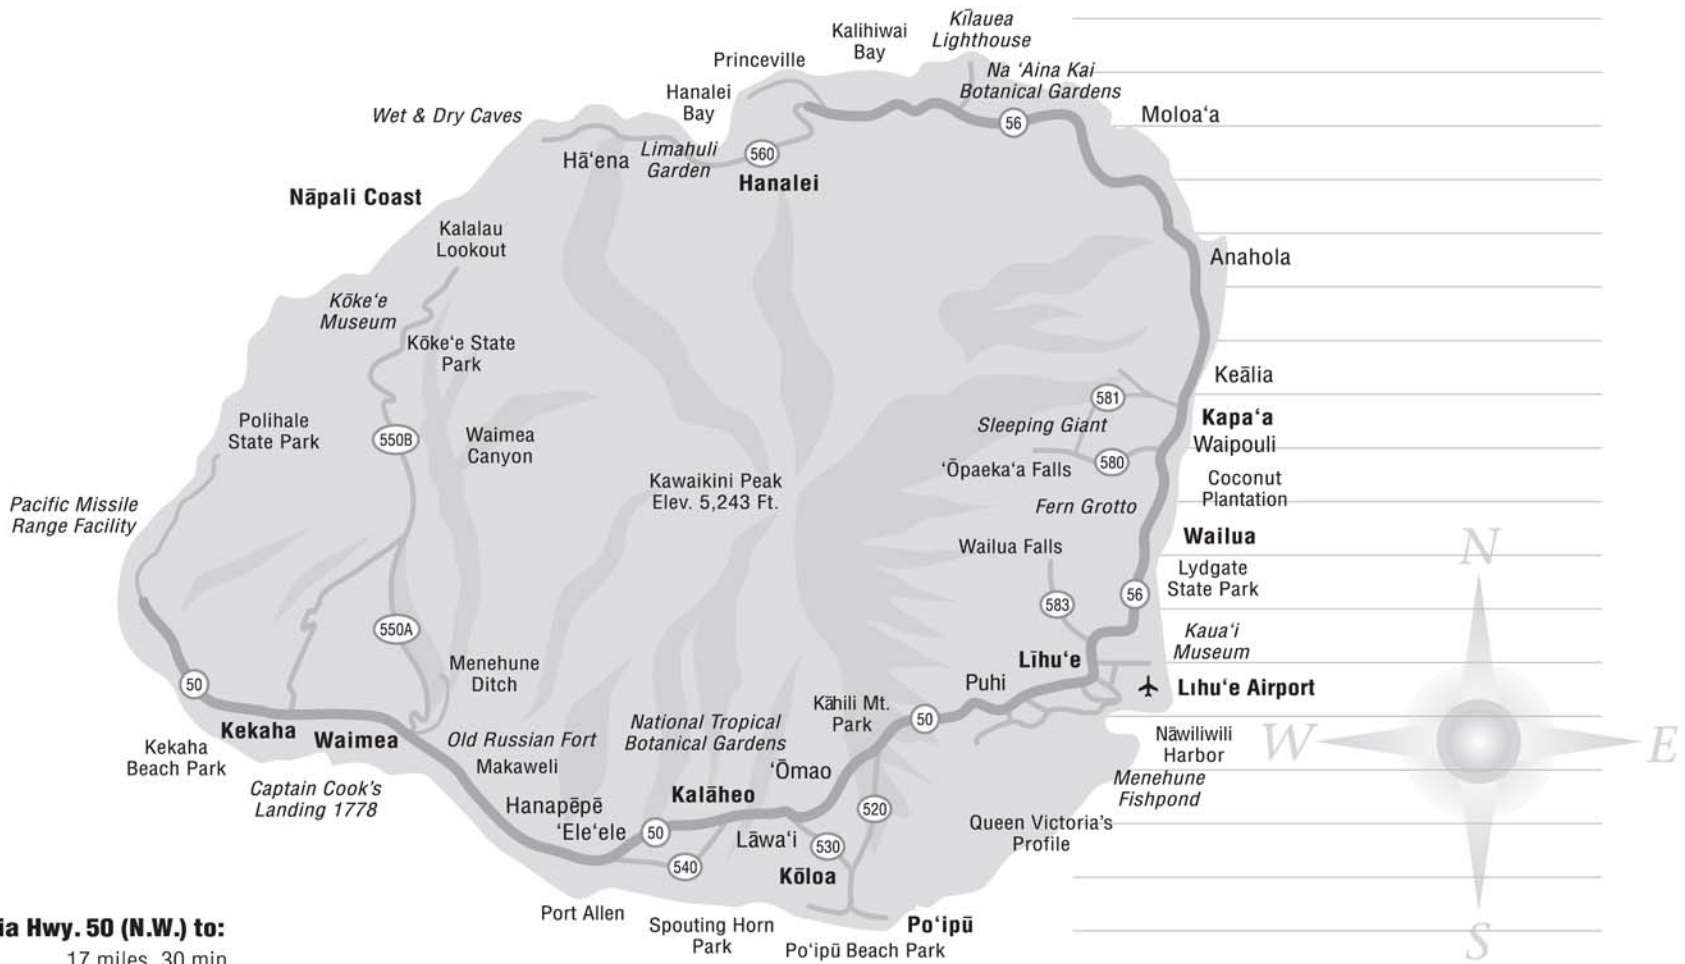 Kīlauea
Lighthouse
Kalihiwai
Bay
Princeville
Na ‘Aina Kai
Botanical Gardens
Hanalei
Bay
Wet & Dry Caves
Moloa‘a
56
Hā‘ena
Limahuli
Garden
560
Hanalei
Nāpali Coast
Kalalau
Lookout
Anahola
Kōke‘e
Museum
Kōke‘e State
Park
Keālia
581
Kapa‘a
Sleeping Giant
Waipouli
Polihale
State Park
550B
Waimea
Canyon
‘Ōpaeka‘a Falls
580
Coconut
Plantation
Kawaikini Peak
Elev. 5,243 Ft.
Pacific Missile
Range Facility
Fern Grotto
Wailua
Wailua Falls
Lydgate
State Park
583
56
N
550A
Kaua‘i
Museum
Līhu‘e
Menehune
Ditch
50
Puhi
Lıhu‘e Airport
Kāhili Mt.
Park
50
Kekaha
Waimea
Old Russian Fort
Makaweli
National Tropical
Botanical Gardens
Nāwiliwili
Harbor
W
E
Kekaha
Beach Park
‘Ōmao
Menehune
Fishpond
Captain Cook’s
Landing 1778
Hanapēpē
Kalāheo
520
‘Ele‘ele
50
Lāwa‘i
530
Queen Victoria’s
Profile
540
Kōloa
Port Allen
Spouting Horn
Park
Po‘ipū
Po‘ipū Beach Park
S
ia Hwy. 50 (N.W.) to:
17 miles, 30 min